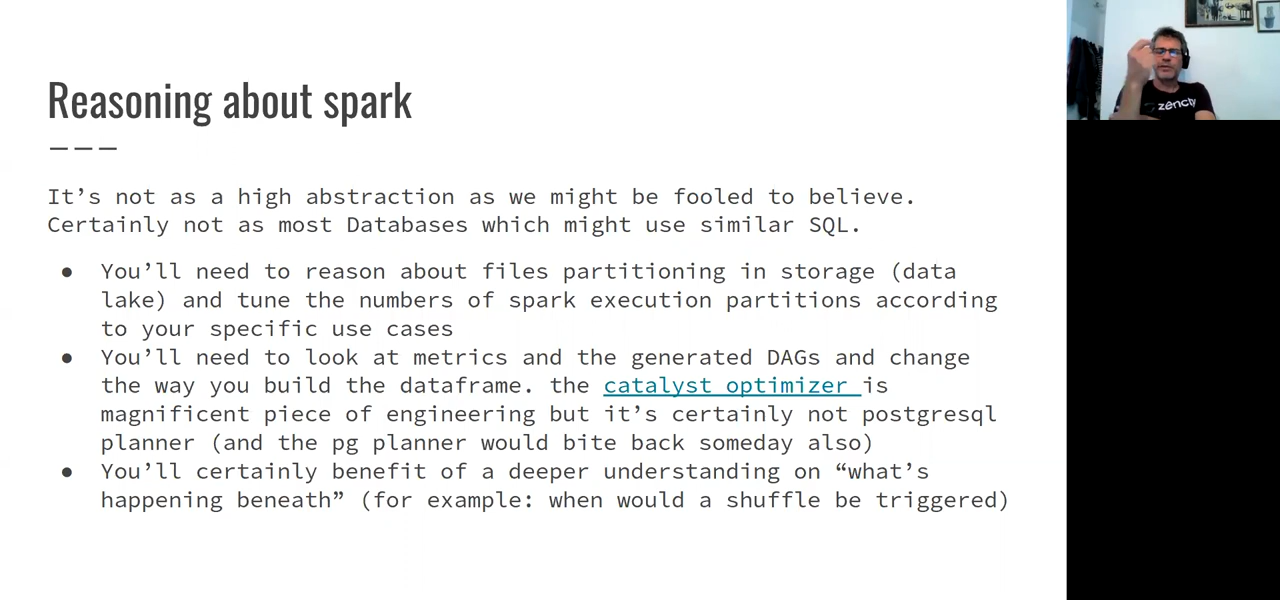 Reasoning about spark
It’s not as a high abstraction as we might be fooled to believe.
Certainly not as most Databases which might use similar SQL.
● You’ll need to reason about files partitioning in storage (data
lake) and tune the numbers of spark execution partitions according
to your specific use cases
● You’ll need to look at metrics and the generated DAGs and change
the way you build the dataframe. the catalyst optimizer is
magnificent piece of engineering but it’s certainly not postgresql
planner (and the pg planner would bite back someday also)
● You’ll certainly benefit of a deeper understanding on “what’s
happening beneath” (for example: when would a shuffle be triggered)
zencity